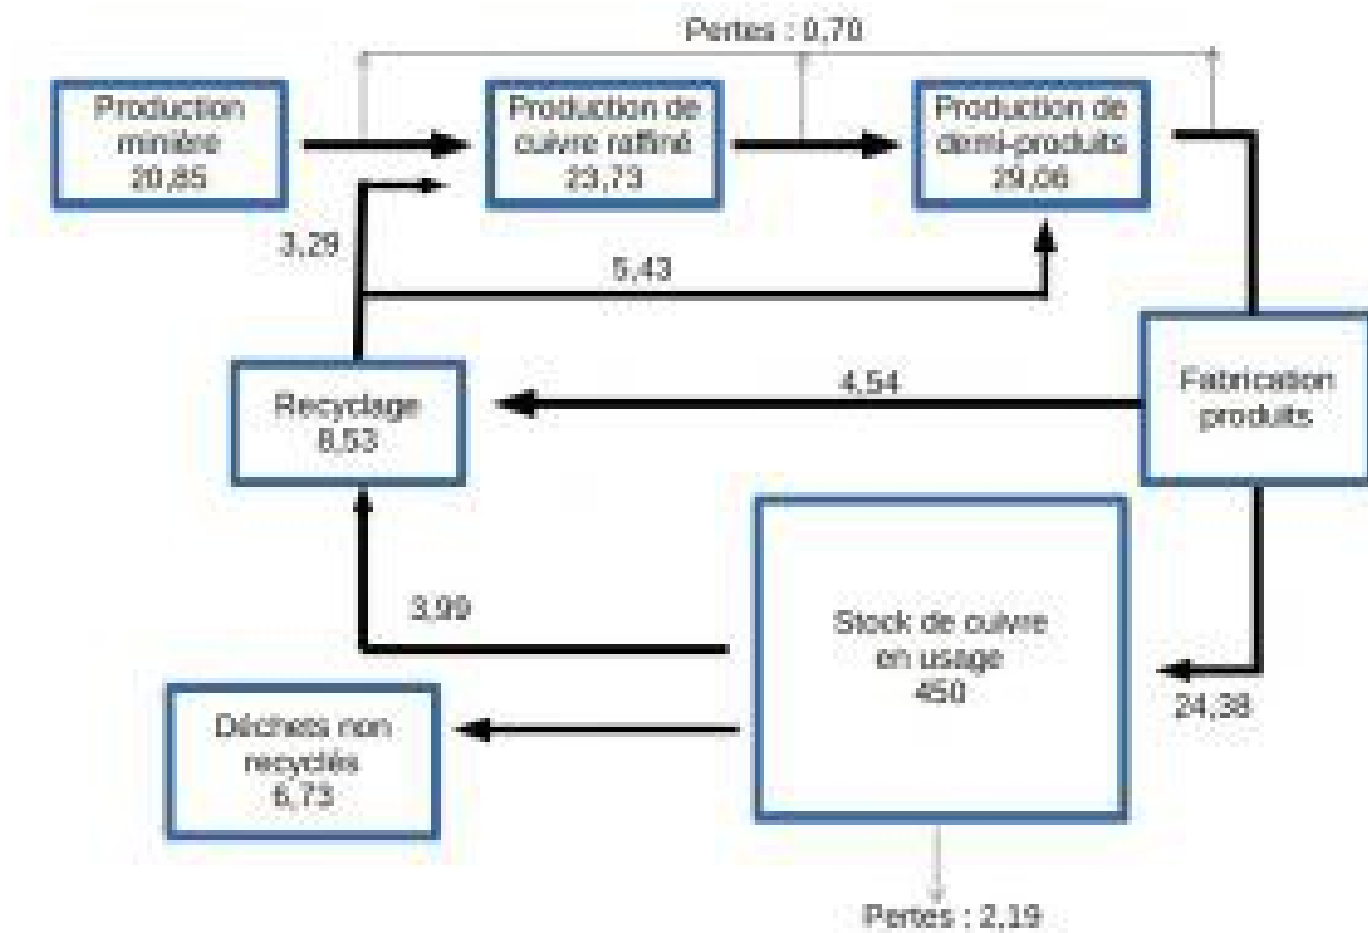 Pertes : 0,70
Production
minière
20,85
Production de
cuivre raffiné
23,73
Production de
demi-produits
29,06
3,29
5,43
Recyclage
8,53
4,54
Fabrication
produits
3,99
Stock de cuivre
en usage
450
24,38
Déchets non
recyclés
6,73
Pertes : 2,19